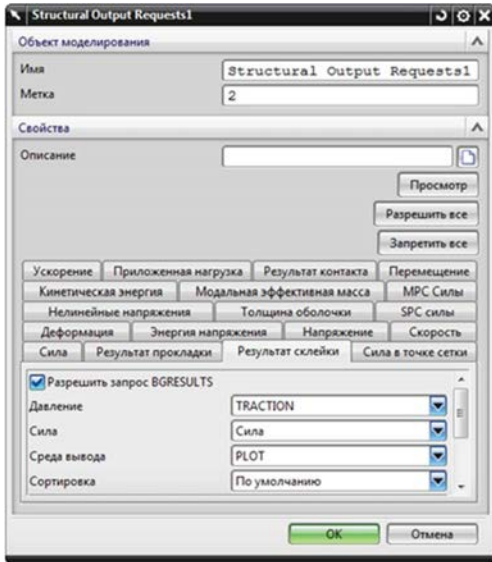 Structural Output Requests1
Объект моделирования
Имя Structural Output Requests1
Метка 2
Свойства
Описание
Просмотр
Разрешить все
Запретить все
Ускорение Приложенная нагрузка Результат контакта Перемещение
Кинетическая энергия Модальная эффективная масса MPC Силы
Нелинейные напряжения Толщина оболочки SPC силы
Деформация Энергия напряжения Напряжение Скорость
Сила Результат прокладки Результат склейки Сила в точке сетки
Разрешить запрос BGRESULTS
Давление TRACTION
Сила Сила
Среда вывода PLOT
Сортировка По умолчанию
OK Отмена